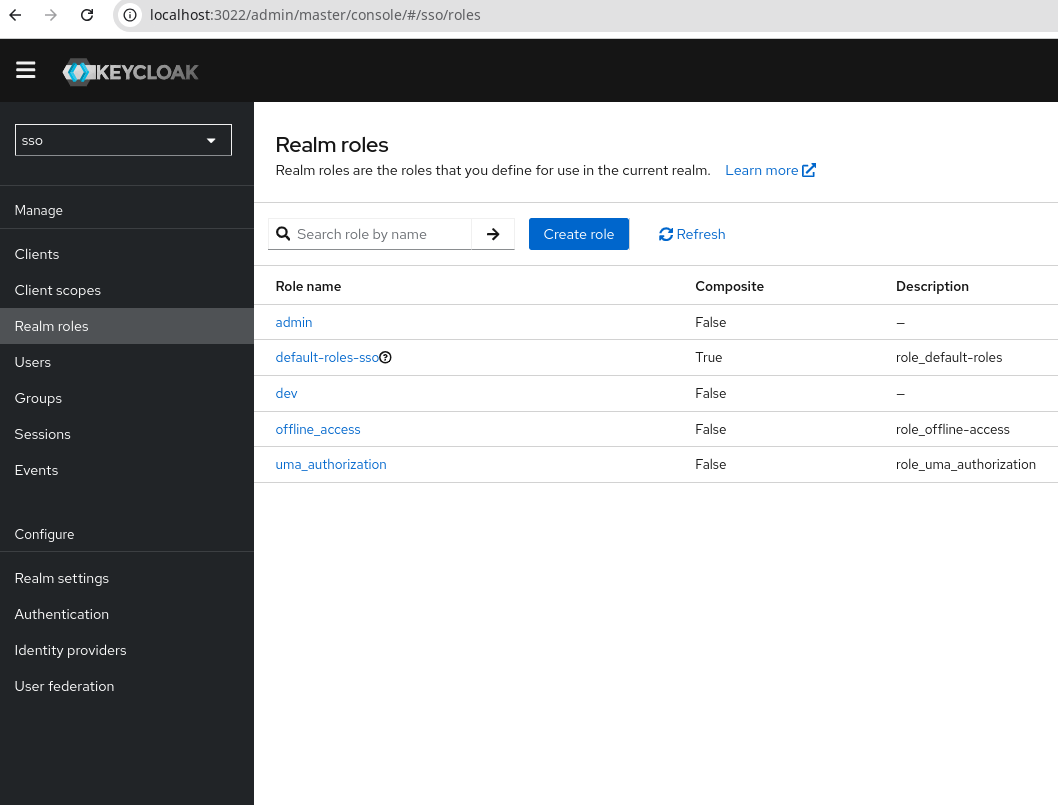 localhost:3022/admin/master/console/#/sso/roles
KEYCLOAK
sso
Manage
Clients
Client scopes
Realm roles
Users
Groups
Sessions
Events
Configure
Realm settings
Authentication
Identity providers
User federation
Realm roles
Realm roles are the roles that you define for use in the current realm. Learn more
Search role by name Create role Refresh
Role name Composite Description
admin False –
default-roles-sso True role_default-roles
dev False –
offline_access False role_offline-access
uma_authorization False role_uma_authorization